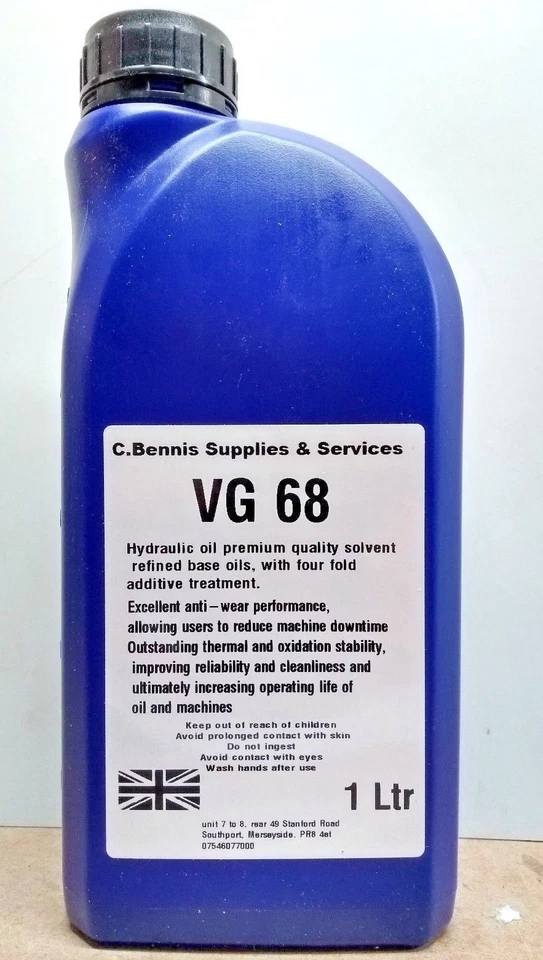 C.Bennis Supplies & Services
VG 68
Hydraulic oil premium quality solvent
refined base oils, with four fold
additive treatment.
Excellent anti-wear performance,
allowing users to reduce machine downtime
Outstanding thermal and oxidation stability,
improving reliability and cleanliness and
ultimately increasing operating life of
oil and machines
Keep out of reach of children
Avoid prolonged contact with skin
Do not ingest
Avoid contact with eyes
Wash hands after use
1 Ltr
unit 7 to 8, rear 49 Stanford Road
Southport, Merseyside. PR8 4et
07546077000